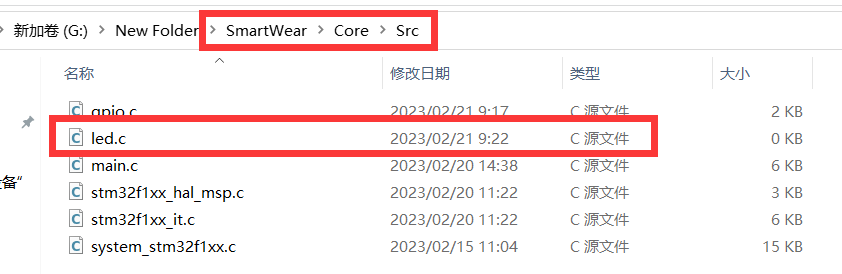 新加卷 (G:) > New Folder > SmartWear > Core > Src
名称 修改日期 类型 大小
gpio.c 2023/02/21 9:17 C 源文件 2 KB
led.c 2023/02/21 9:22 C 源文件 0 KB
main.c 2023/02/20 14:38 C 源文件 6 KB
stm32f1xx_hal_msp.c 2023/02/20 11:22 C 源文件 3 KB
stm32f1xx_it.c 2023/02/20 11:22 C 源文件 6 KB
system_stm32f1xx.c 2023/02/15 11:04 C 源文件 15 KB
备"